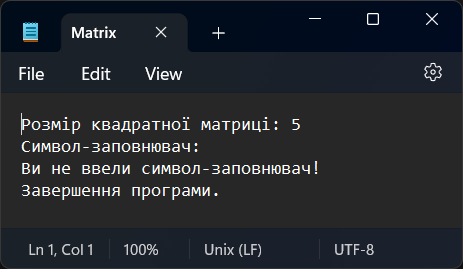 Matrix
File Edit View
Розмір квадратної матриці: 5
Символ-заповнювач:
Ви не ввели символ-заповнювач!
Завершення програми.
Ln 1, Col 1 100% Unix (LF) UTF-8